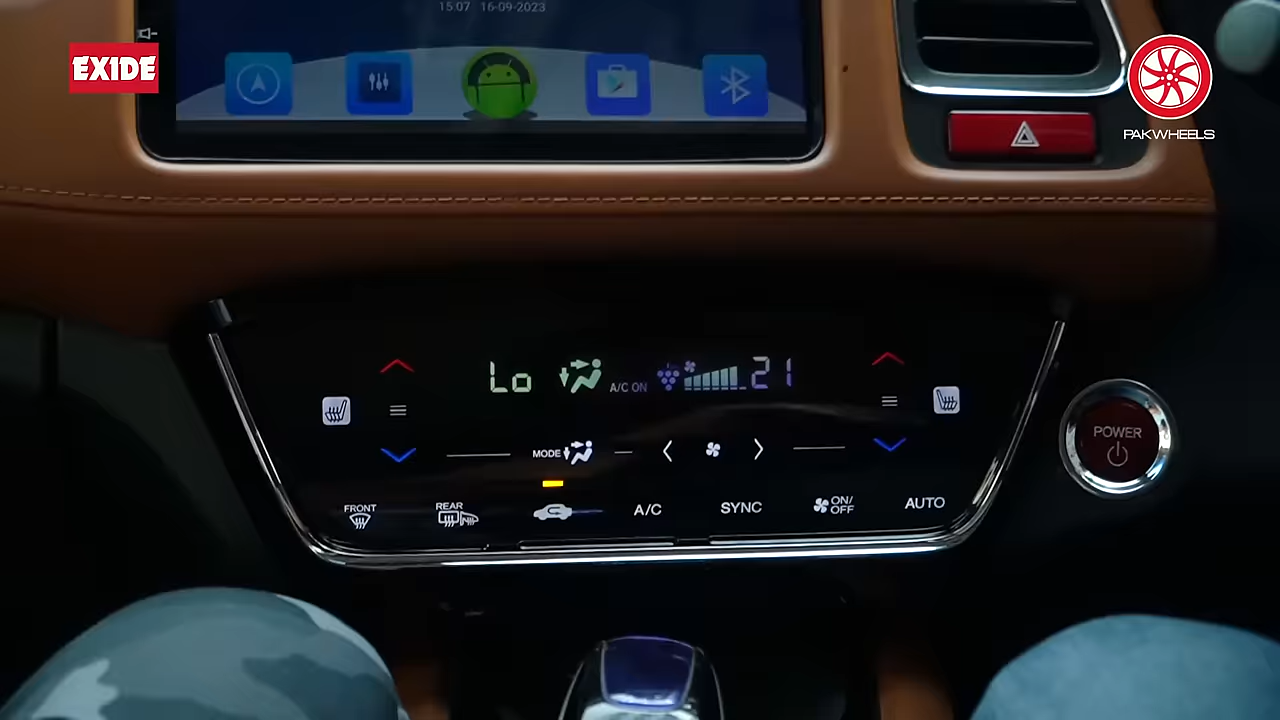 15:07 16-09-2023
EXIDE
PAKWHEELS
Lo
A/C ON
21
MODE
POWER
FRONT
REAR
A/C
SYNC
ON/
OFF
AUTO